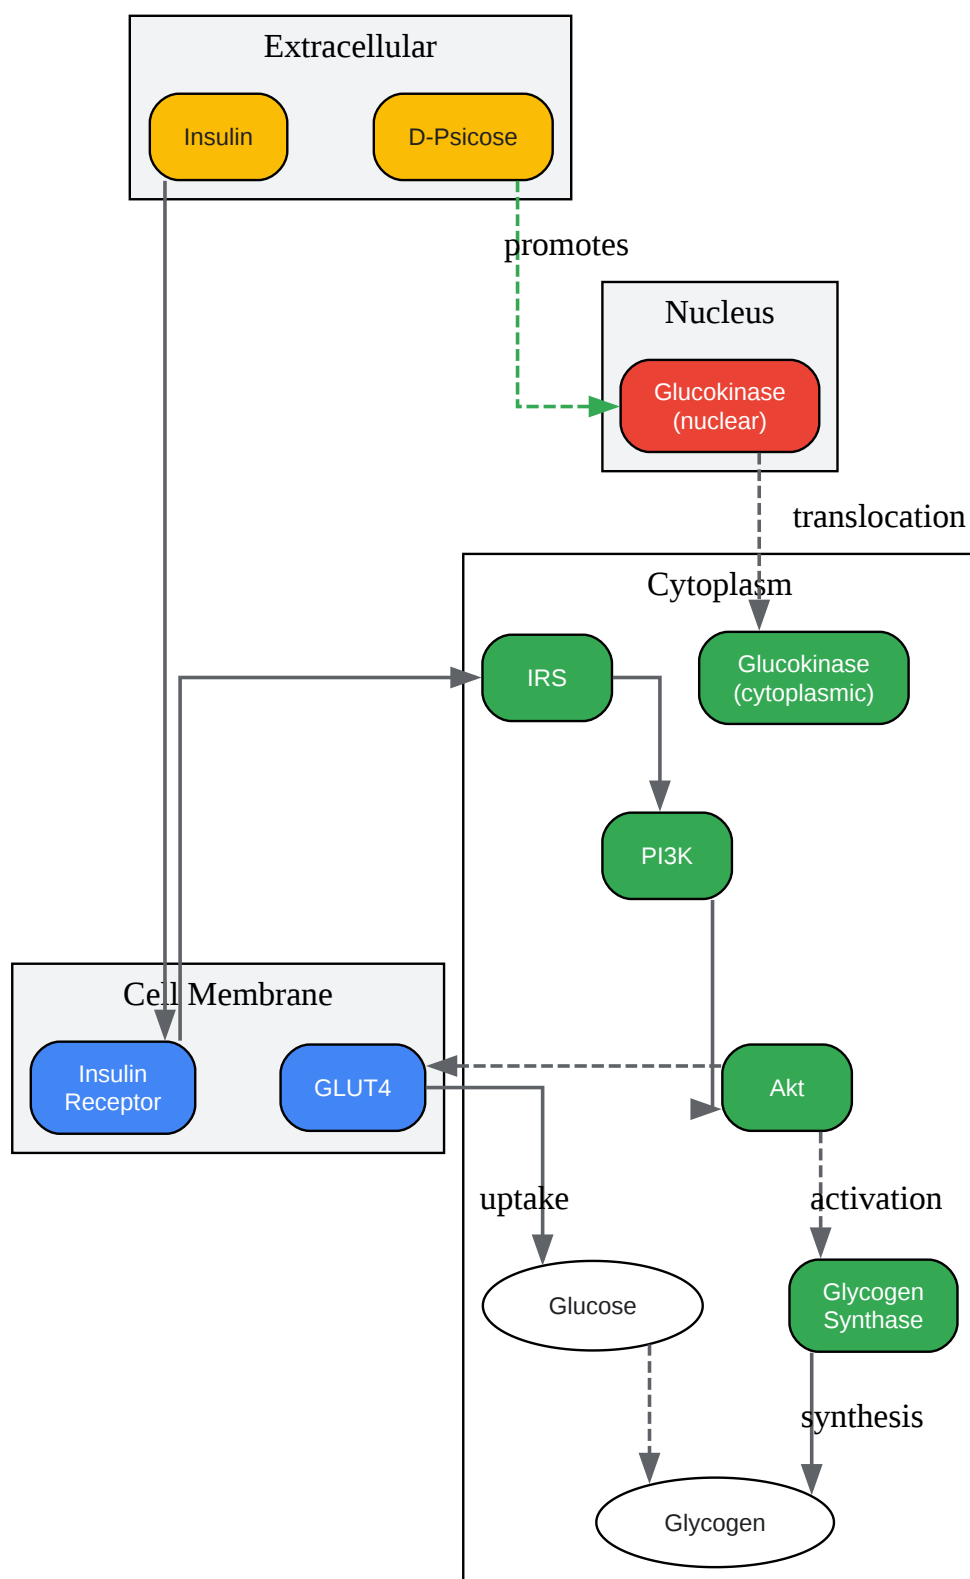 Extracellular
Insulin
D-Psicose
promotes
Nucleus
Glucokinase
(nuclear)
translocation
Cytoplasm
IRS
Glucokinase
(cytoplasmic)
PI3K
Cell Membrane
Insulin
Receptor
GLUT4
Akt
uptake
activation
Glucose
Glycogen
Synthase
synthesis
Glycogen